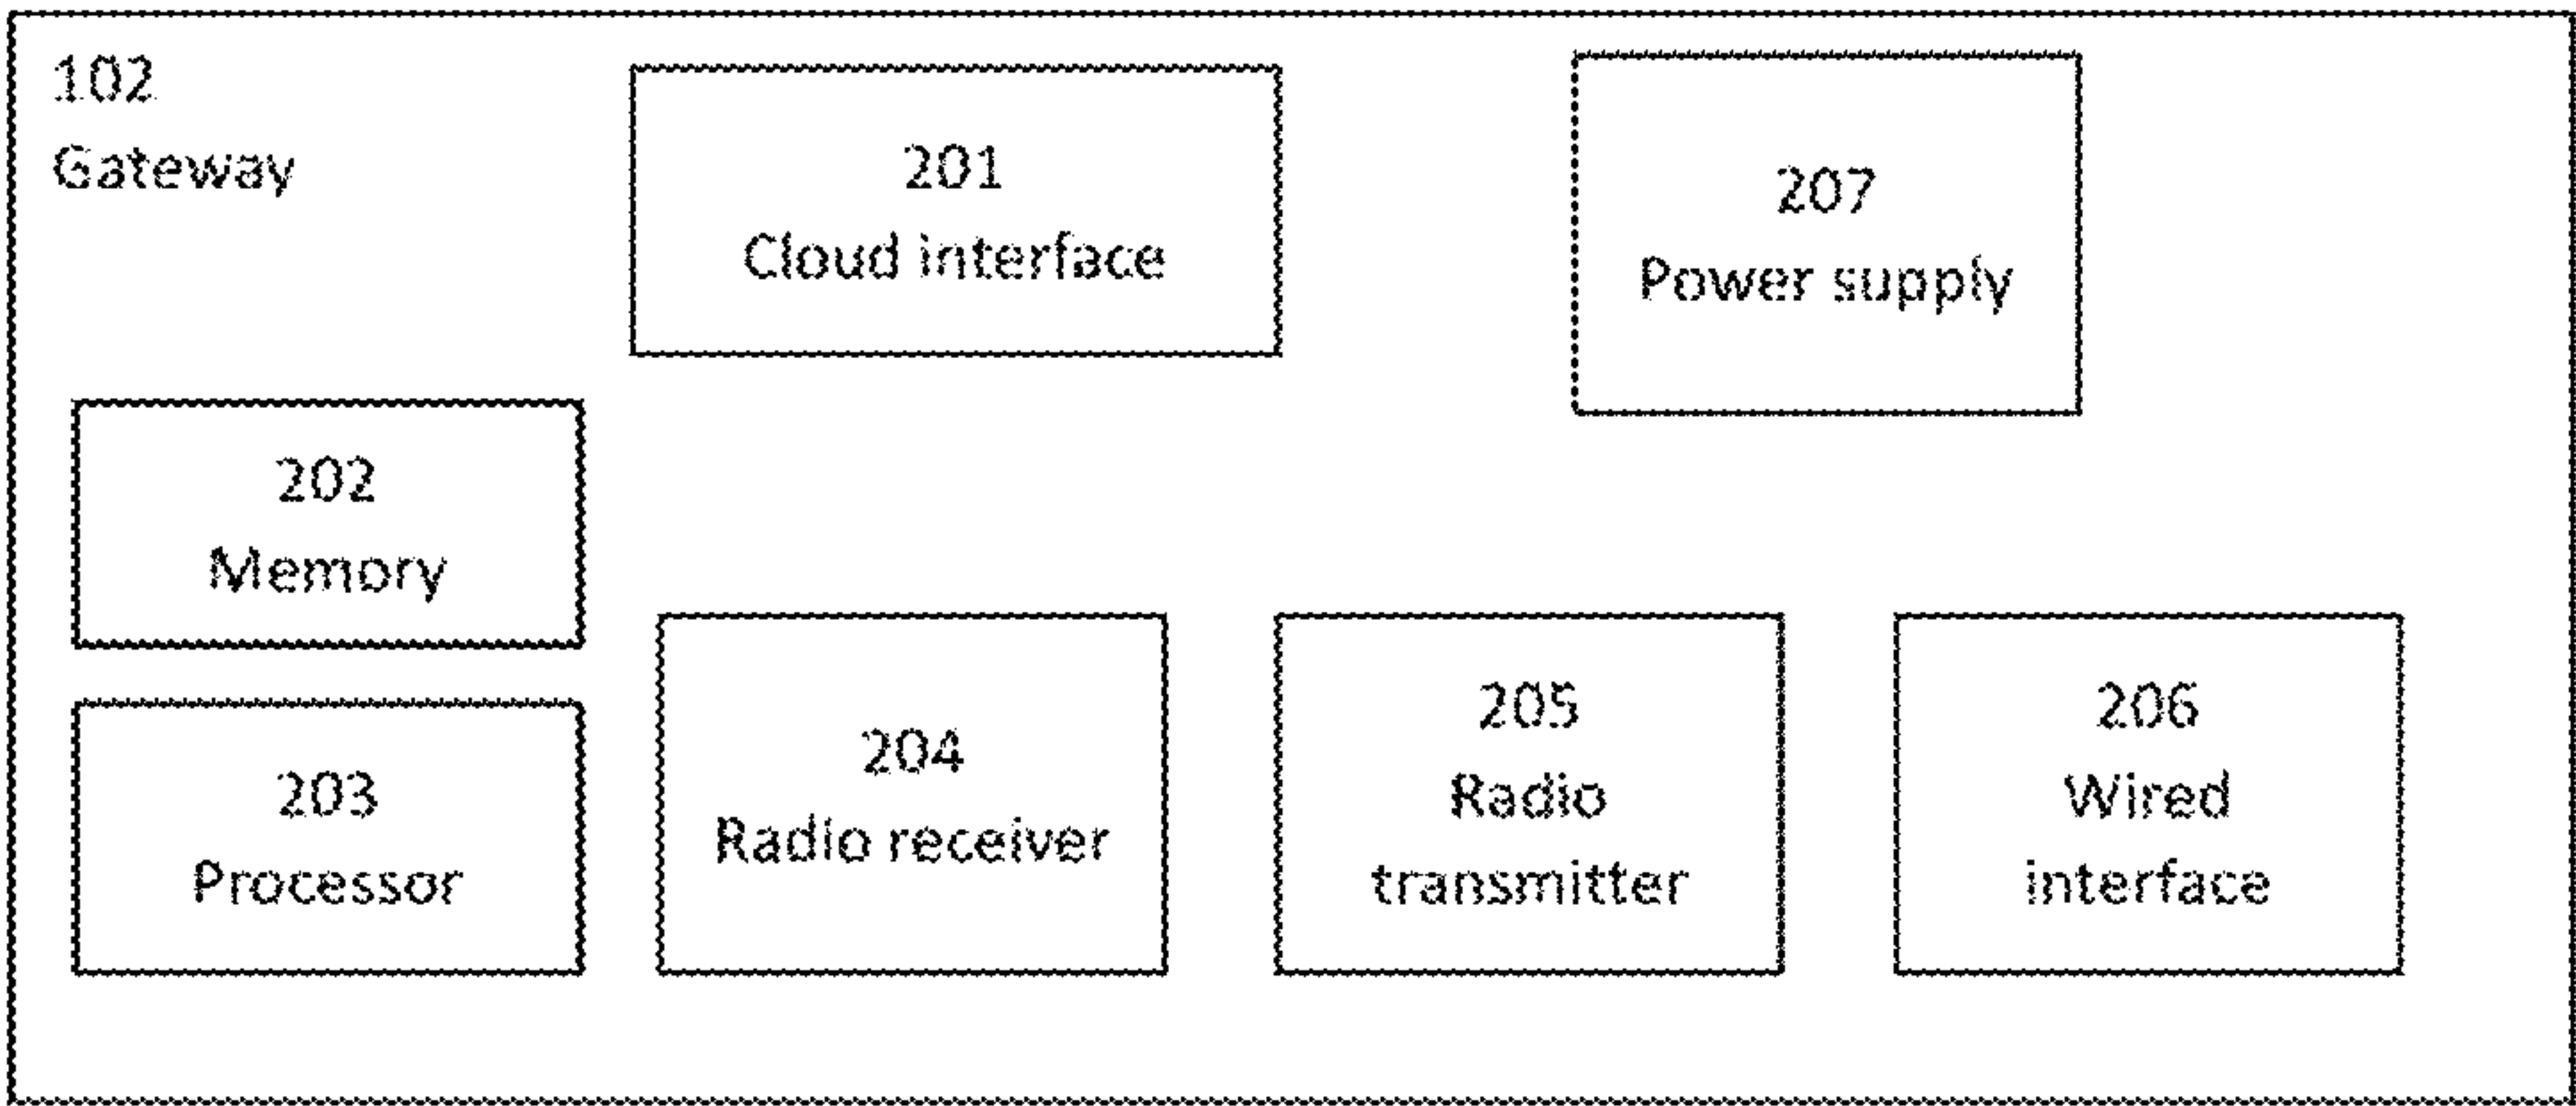 102
Gateway
201
Cloud interface
207
Power supply
202
Memory
203
Processor
204
Radio receiver
205
Radio
transmitter
206
Wired
interface